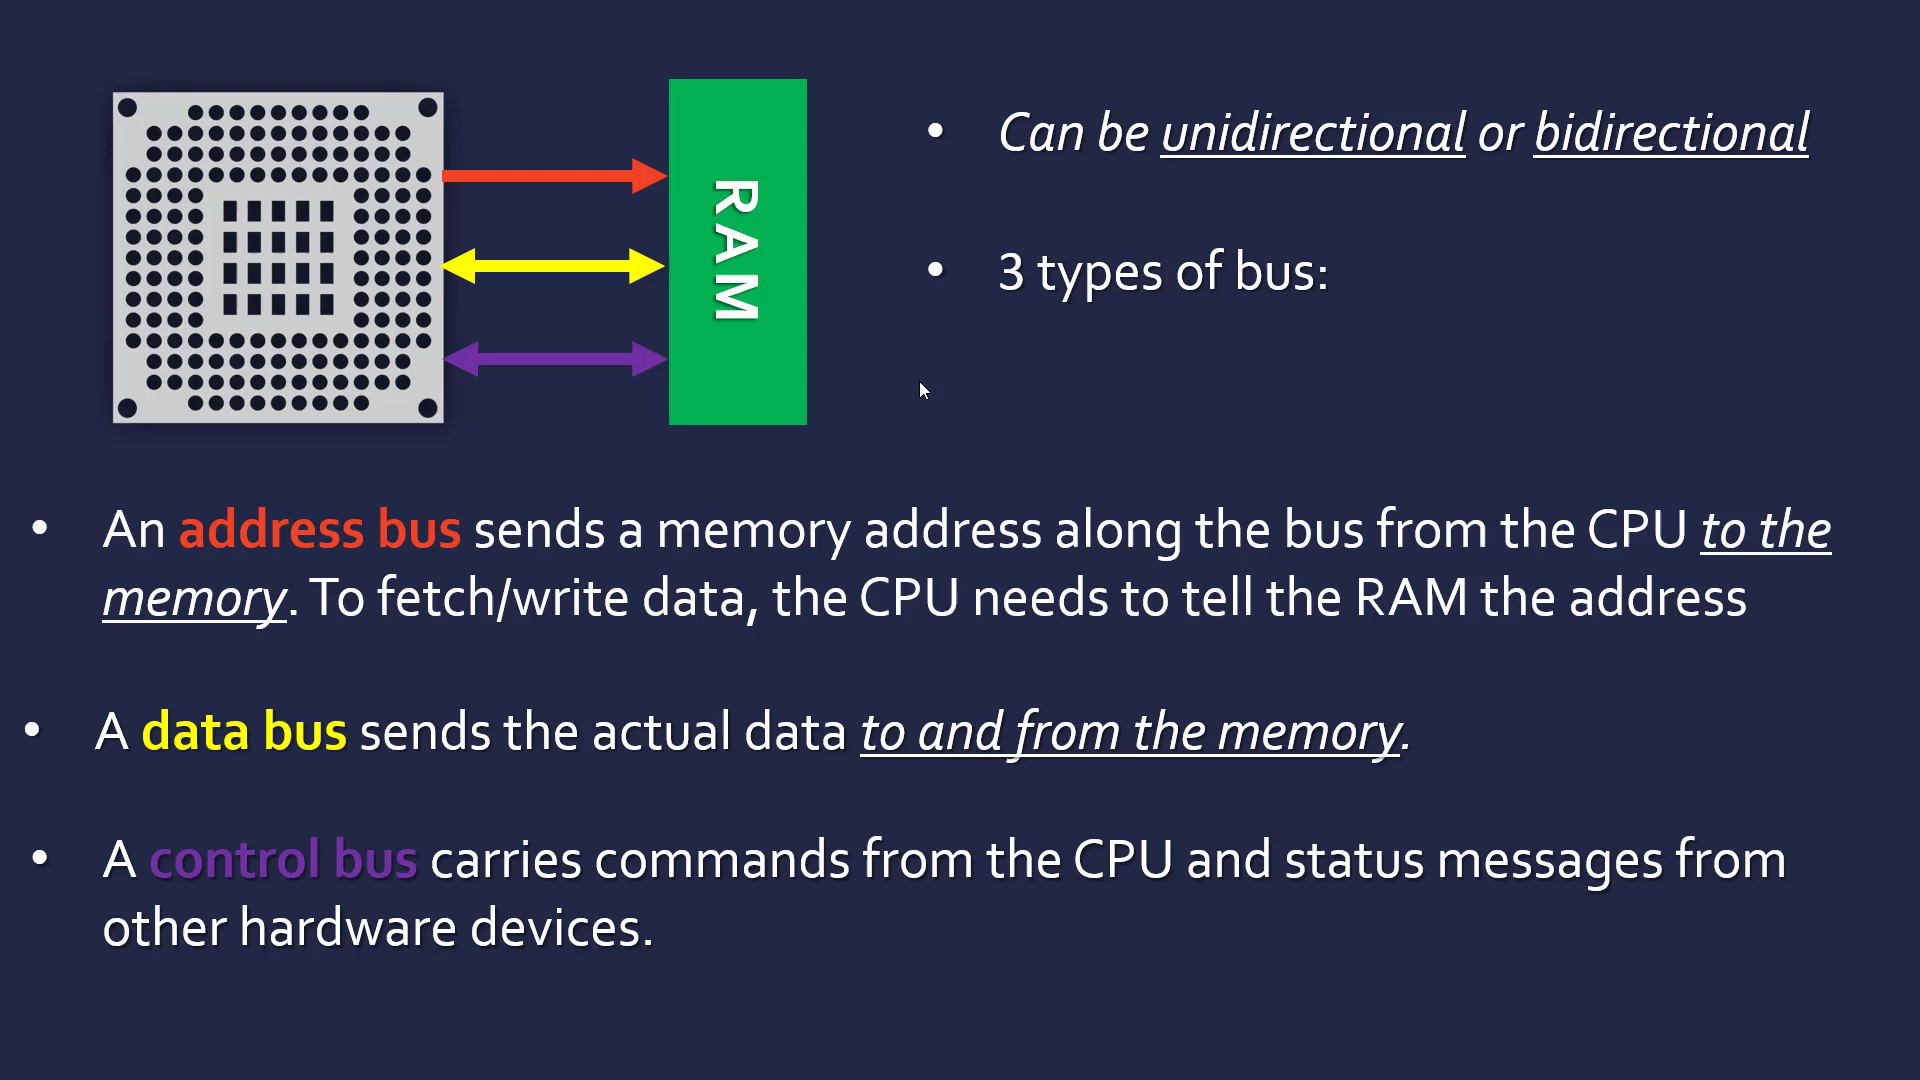 RAM
• Can be unidirectional or bidirectional
• 3 types of bus:
• An address bus sends a memory address along the bus from the CPU to the
memory. To fetch/write data, the CPU needs to tell the RAM the address
• A data bus sends the actual data to and from the memory.
• A control bus carries commands from the CPU and status messages from
other hardware devices.